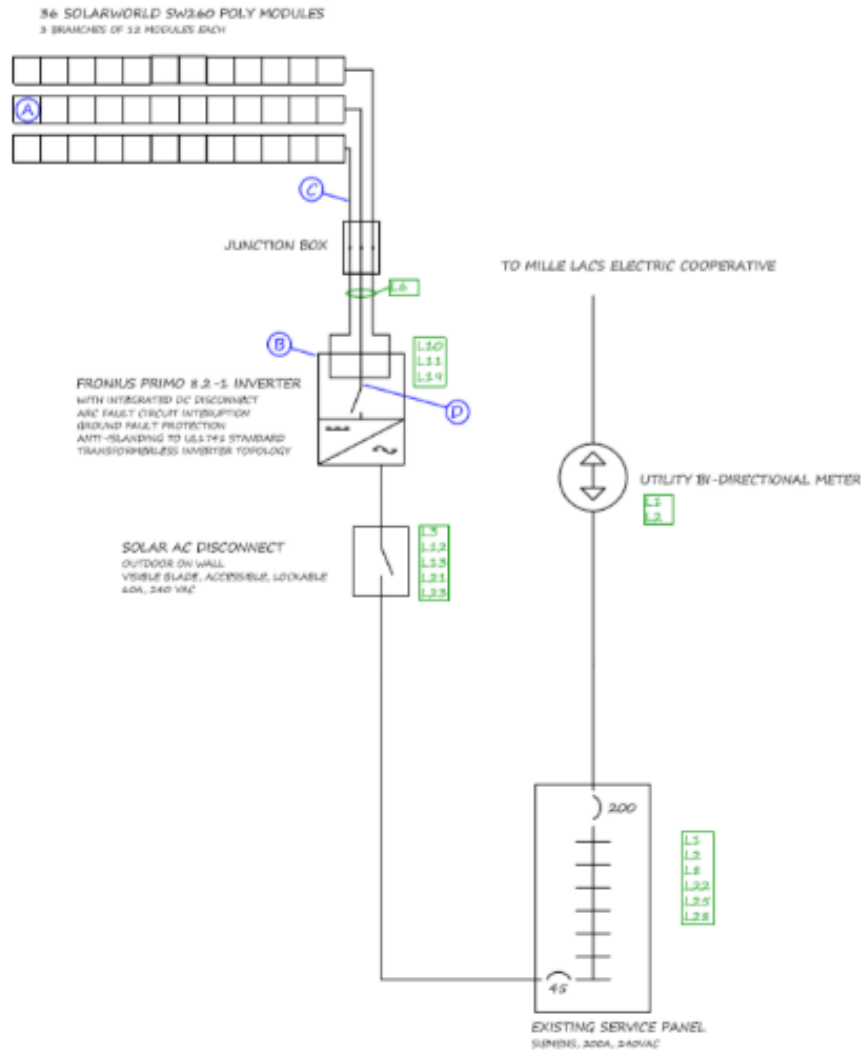 36 SOLARWORLD SW260 POLY MODULES
3 BRANCHES OF 12 MODULES EACH
A
C
JUNCTION BOX
L6
TO MILLE LACS ELECTRIC COOPERATIVE
B
L10
L11
L19
FRONIUS PRIMO 8.2-1 INVERTER
WITH INTEGRATED DC DISCONNECT
ARC FAULT CIRCUIT INTERUPTION
GROUND FAULT PROTECTION
ANTI-ISLANDING TO UL1741 STANDARD
TRANSFORMERLESS INVERTER TOPOLOGY
D
UTILITY BI-DIRECTIONAL METER
L1
L2
SOLAR AC DISCONNECT
OUTDOOR ON WALL
VISIBLE BLADE, ACCESSIBLE, LOCKABLE
60A, 240 VAC
L12
L13
L21
L23
200
L1
L2
L8
L22
L25
L28
45
EXISTING SERVICE PANEL
SIEMENS, 200A, 240VAC